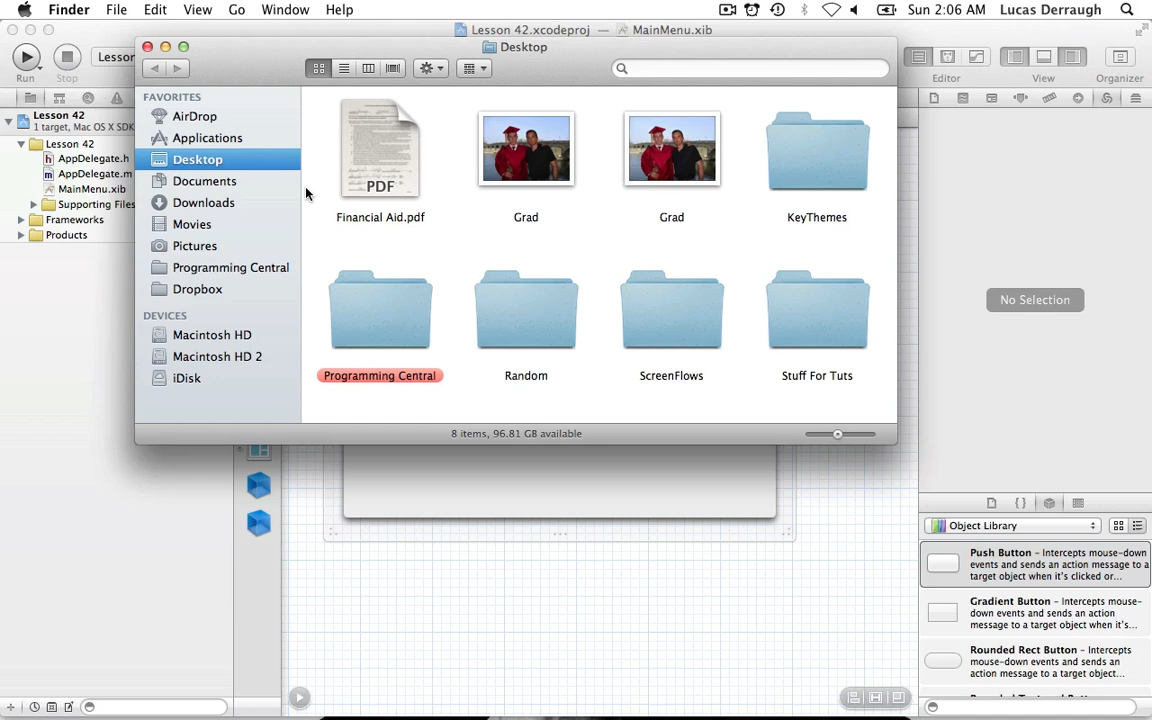 Finder File Edit View Go Window Help
Sun 2:06 AM Lucas Derraugh
Lesson 42.xcodeproj — MainMenu.xib
Desktop
Lesson
Run Stop
Editor View Organizer
Lesson 42
1 target, Mac OS X SDK
Lesson 42
AppDelegate.h
AppDelegate.m
MainMenu.xib
Supporting Files
Frameworks
Products
FAVORITES
AirDrop
Applications
Desktop
Documents
Downloads
Movies
Pictures
Programming Central
Dropbox
DEVICES
Macintosh HD
Macintosh HD 2
iDisk
PDF
Financial Aid.pdf
Grad
Grad
KeyThemes
Programming Central
Random
ScreenFlows
Stuff For Tuts
8 items, 96.81 GB available
No Selection
Object Library
Push Button – Intercepts mouse-down
events and sends an action message to a
target object when it's clicked or...
Gradient Button – Intercepts mouse-
down events and sends an action
message to a target object when it's...
Rounded Rect Button – Intercepts
mouse-down events and sends an
action message to a target object...